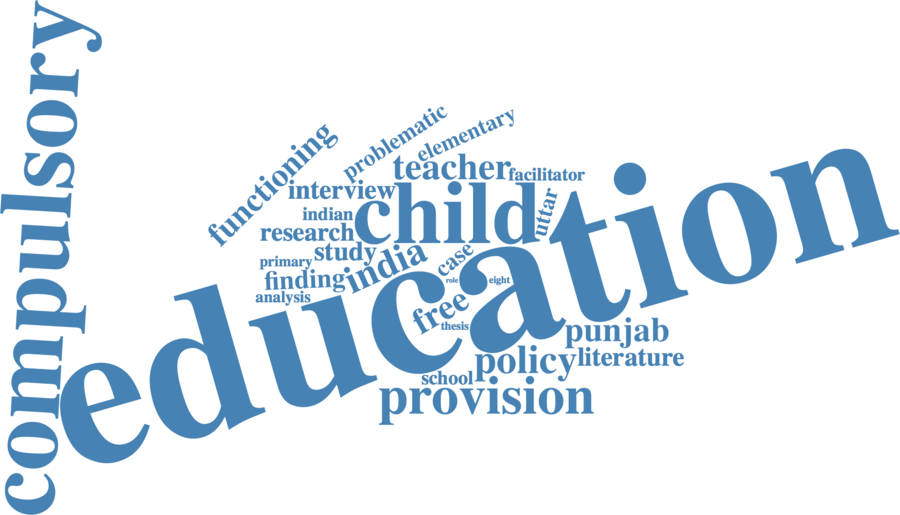 compulsory
problematic
elementary
functioning
teacher
facilitator
interview
child
uttar
indian
research
study
case
primary
india
finding
role
eight
analysis
free
thesis
education
punjab
policy
literature
school
provision